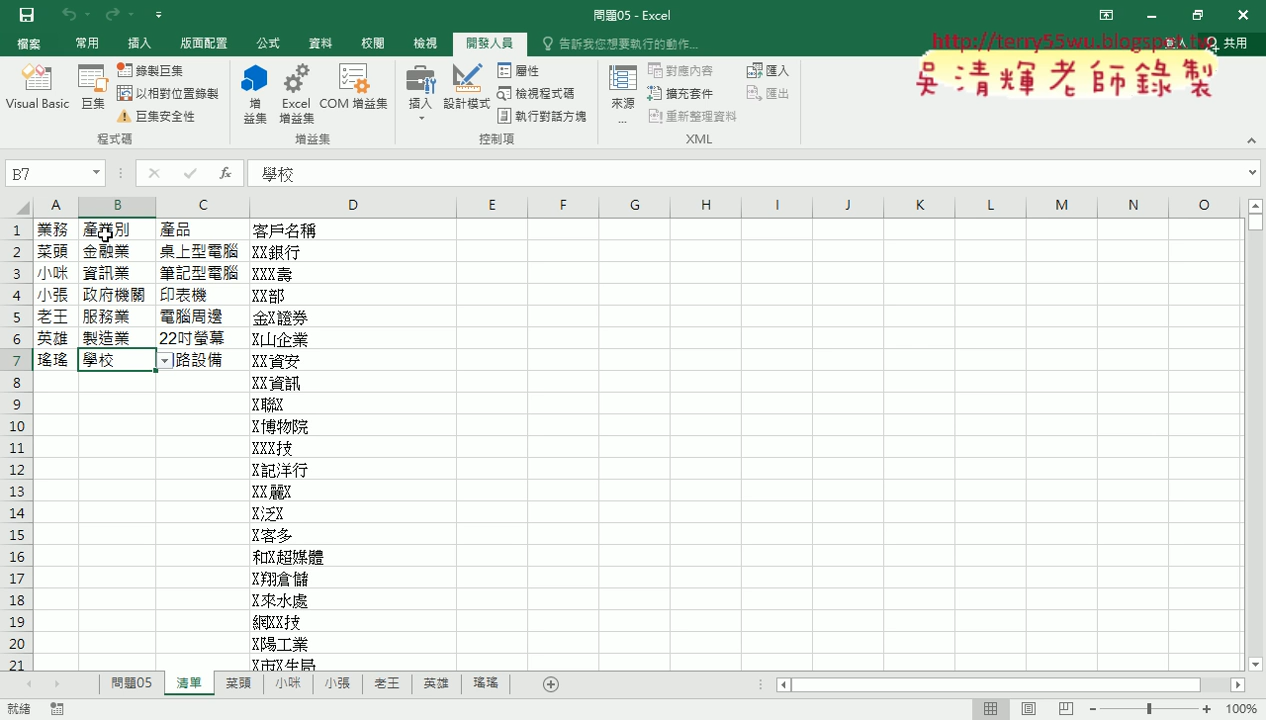 問題05 - Excel
檔案 常用 插入 版面配置 公式 資料 校閱 檢視 開發人員 告訴我您想要執行的動作... 登入 共用
http://terry55wu.blogspot.tw
吳清輝老師錄製
Visual Basic 巨集 錄製巨集 以相對位置錄製 巨集安全性
增益集 Excel 增益集 COM 增益集
插入 設計模式 屬性 檢視程式碼 執行對話方塊
來源... 對應內容 擴充套件 重新整理資料 匯入 匯出
程式碼 增益集 控制項 XML
B7 fx 學校
A B C D E F G H I J K L M N O
1 業務 產業別 產品 客戶名稱
2 菜頭 金融業 桌上型電腦 XX銀行
3 小咪 資訊業 筆記型電腦 XXX壽
4 小張 政府機關 印表機 XX部
5 老王 服務業 電腦周邊 金X證券
6 英雄 製造業 22吋螢幕 X山企業
7 瑤瑤 學校 路設備 XX資安
8 XX資訊
9 X聯X
10 X博物院
11 XXX技
12 X記洋行
13 XX麗X
14 X泛X
15 X客多
16 和X超媒體
17 X翔倉儲
18 X來水處
19 網XX技
20 X陽工業
21 X市X生局
問題05 清單 菜頭 小咪 小張 老王 英雄 瑤瑤
就緒 100%